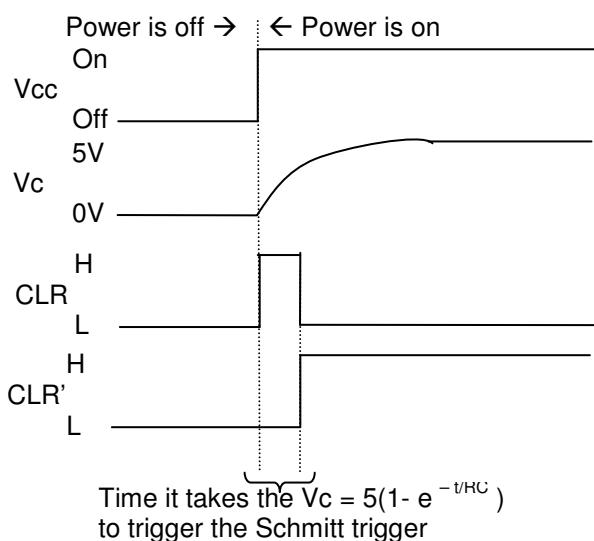 Power is off → ← Power is on
On
Vcc
Off
5V
Vc
0V
H
CLR
L
H
CLR’
L
Time it takes the Vc = 5(1- e – t/RC )
to trigger the Schmitt trigger